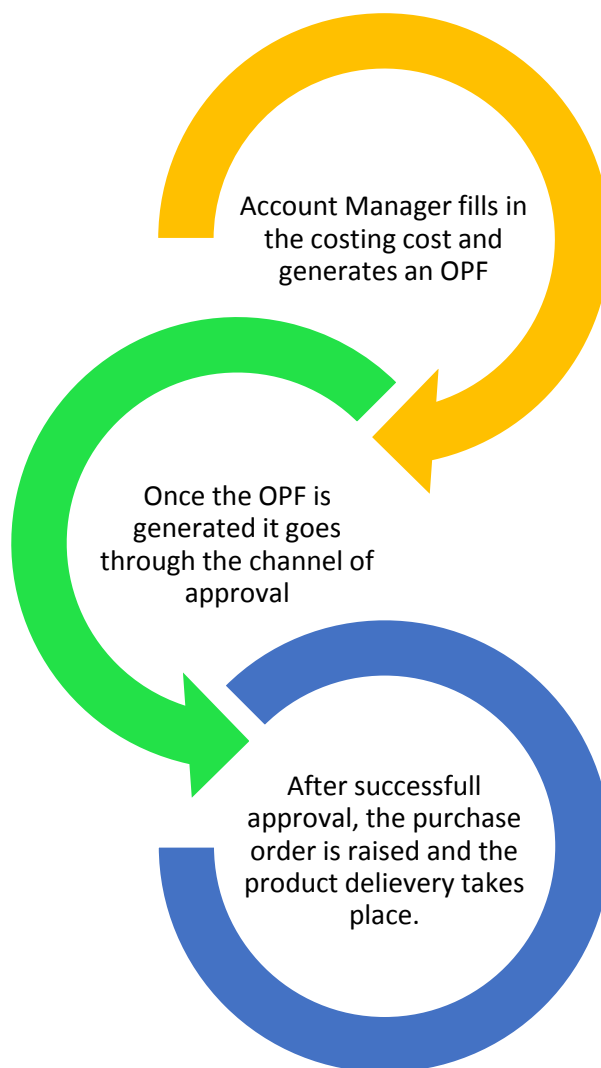 Account Manager fills in
the costing cost and
generates an OPF
Once the OPF is
generated it goes
through the channel of
approval
After successfull
approval, the purchase
order is raised and the
product delievery takes
place.